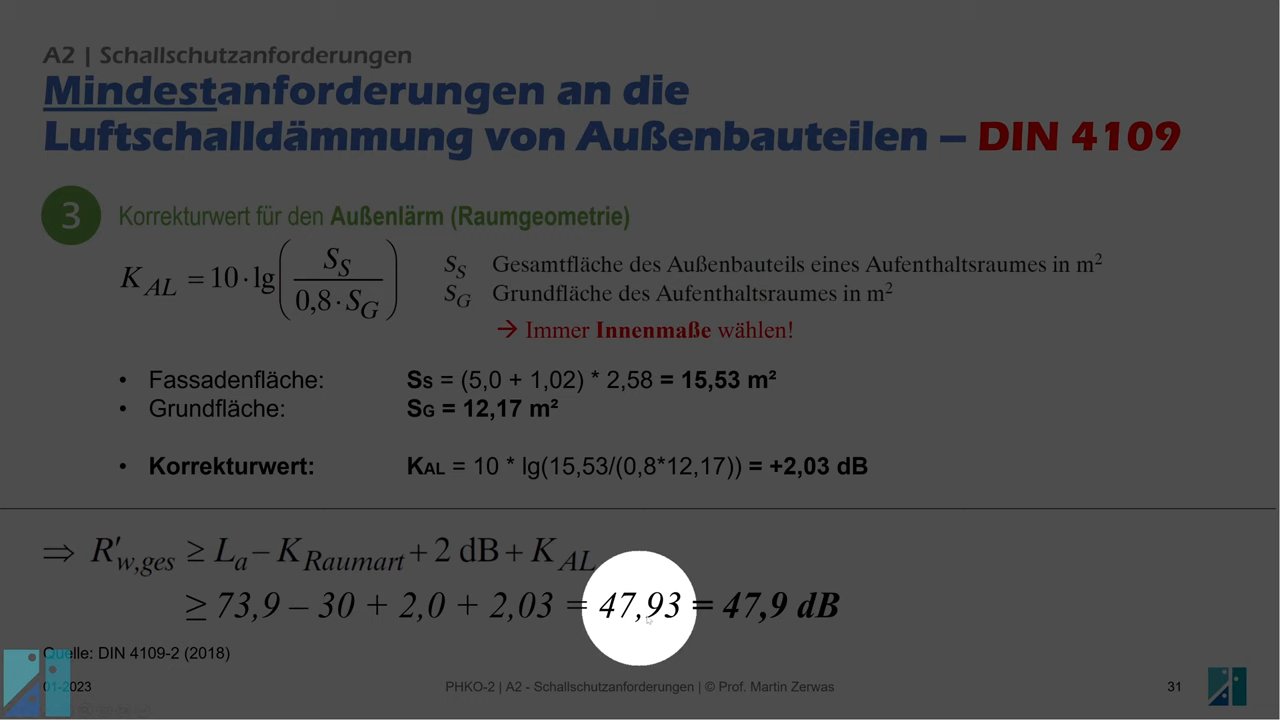 A2 | Schallschutzanforderungen
Mindestanforderungen an die
Luftschalldämmung von Außenbauteilen – DIN 4109
3 Korrekturwert für den Außenlärm (Raumgeometrie)
K_AL = 10 · lg(S_S / (0,8 · S_G))
S_S Gesamtfläche des Außenbauteils eines Aufenthaltsraumes in m²
S_G Grundfläche des Aufenthaltsraumes in m²
→ Immer Innenmaße wählen!
• Fassadenfläche: Ss = (5,0 + 1,02) * 2,58 = 15,53 m²
• Grundfläche: SG = 12,17 m²
• Korrekturwert: KAL = 10 * lg(15,53/(0,8*12,17)) = +2,03 dB
⇒ R′w,ges ≥ La – KRaumart + 2 dB + KAL
≥ 73,9 – 30 + 2,0 + 2,03 = 47,93 = 47,9 dB
Quelle: DIN 4109-2 (2018)
01-2023 PHKO-2 | A2 - Schallschutzanforderungen | © Prof. Martin Zerwas 31